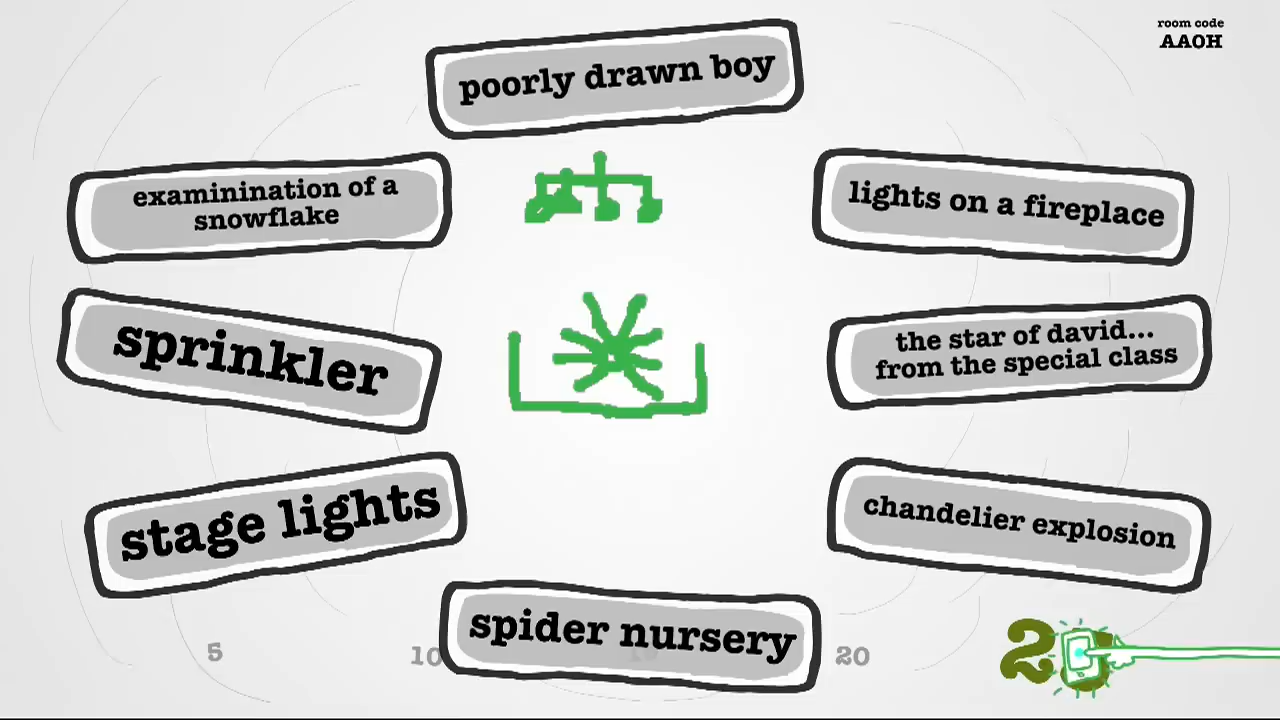 room code
AAOH
poorly drawn boy
examinination of a
snowflake
lights on a fireplace
sprinkler
the star of david...
from the special class
stage lights
chandelier explosion
spider nursery
5
10
20